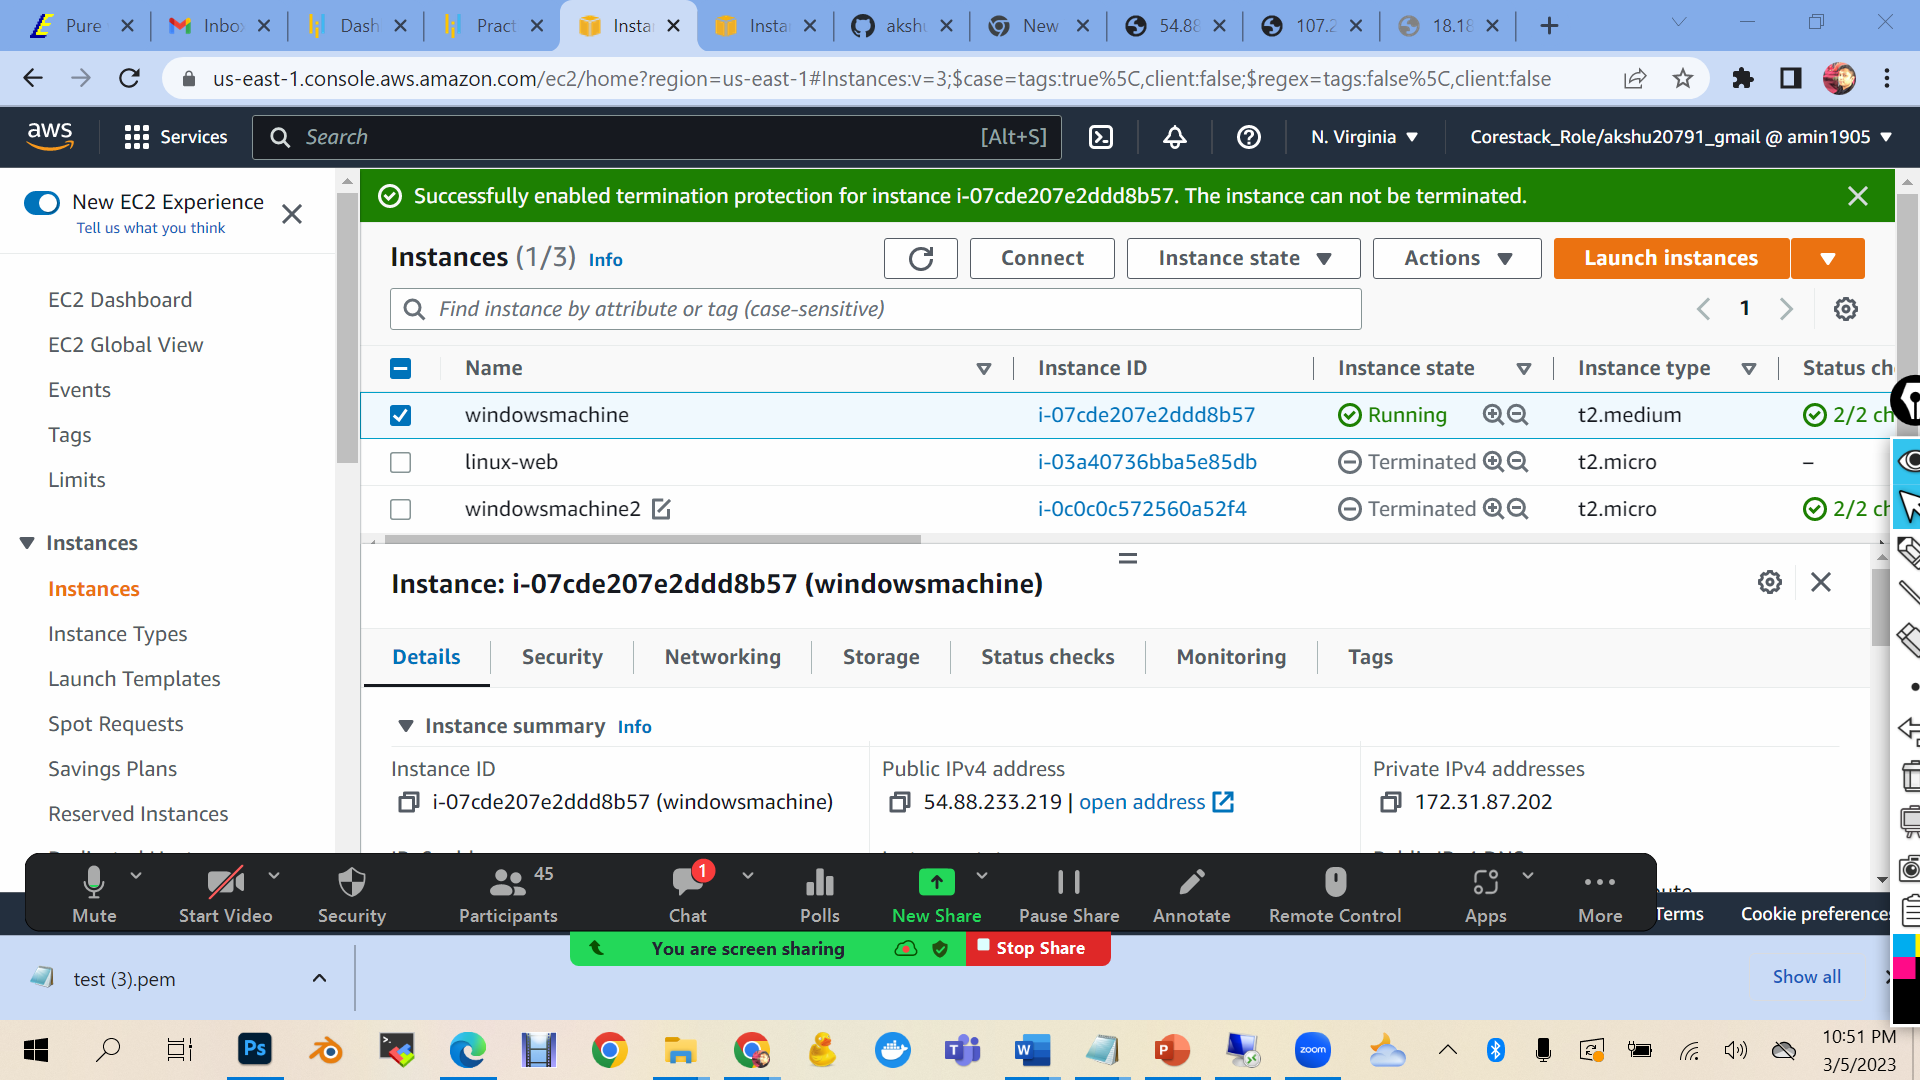 Pure
Inbox
Dash
Pract
Instar
Insta
akshu
New
54.88
107.2
18.18
us-east-1.console.aws.amazon.com/ec2/home?region=us-east-1#Instances:v=3;$case=tags:true%5C,client:false;$regex=tags:false%5C,client:false
aws
Services
Search
[Alt+S]
N. Virginia
Corestack_Role/akshu20791_gmail @ amin1905
New EC2 Experience
Tell us what you think
EC2 Dashboard
EC2 Global View
Events
Tags
Limits
Instances
Instances
Instance Types
Launch Templates
Spot Requests
Savings Plans
Reserved Instances
Successfully enabled termination protection for instance i-07cde207e2ddd8b57. The instance can not be terminated.
Instances (1/3) Info
Connect
Instance state
Actions
Launch instances
Find instance by attribute or tag (case-sensitive)
1
Name Instance ID Instance state Instance type Status ch
windowsmachine i-07cde207e2ddd8b57 Running t2.medium 2/2 ch
linux-web i-03a40736bba5e85db Terminated t2.micro –
windowsmachine2 i-0c0c0c572560a52f4 Terminated t2.micro 2/2 ch
Instance: i-07cde207e2ddd8b57 (windowsmachine)
Details Security Networking Storage Status checks Monitoring Tags
Instance summary Info
Instance ID
i-07cde207e2ddd8b57 (windowsmachine)
Public IPv4 address
54.88.233.219 | open address
Private IPv4 addresses
172.31.87.202
Mute
Start Video
Security
45
Participants
1
Chat
Polls
New Share
Pause Share
Annotate
Remote Control
Apps
More
Terms
Cookie preferences
You are screen sharing
Stop Share
test (3).pem
Show all
Ps
W
P
zoom
10:51 PM
3/5/2023